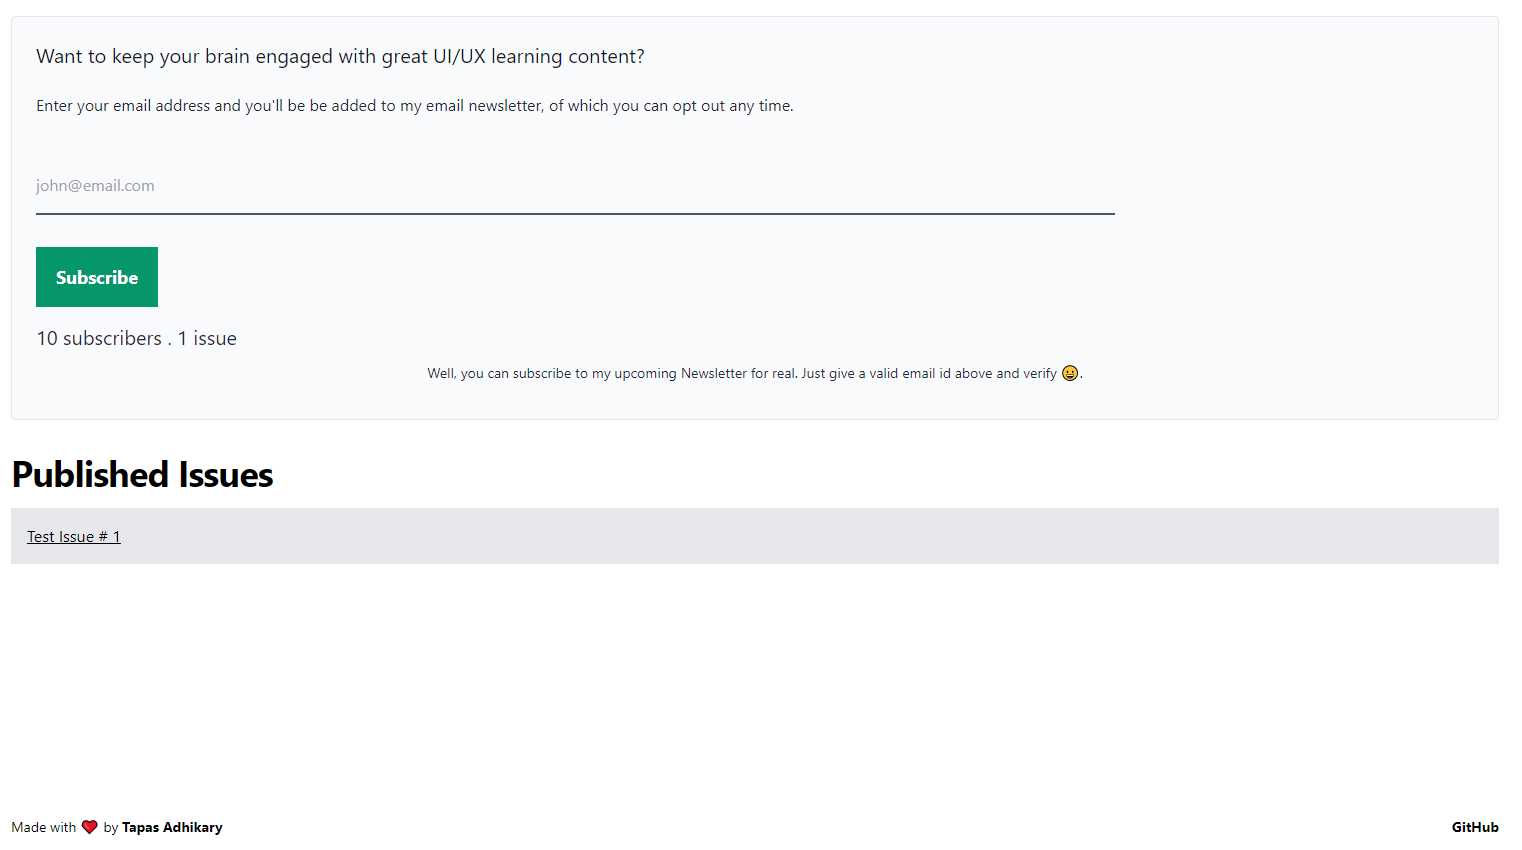 Want to keep your brain engaged with great UI/UX learning content?
Enter your email address and you'll be be added to my email newsletter, of which you can opt out any time.
john@email.com
Subscribe
10 subscribers . 1 issue
Well, you can subscribe to my upcoming Newsletter for real. Just give a valid email id above and verify 😀.
Published Issues
Test Issue # 1
Made with ❤️ by Tapas Adhikary
GitHub